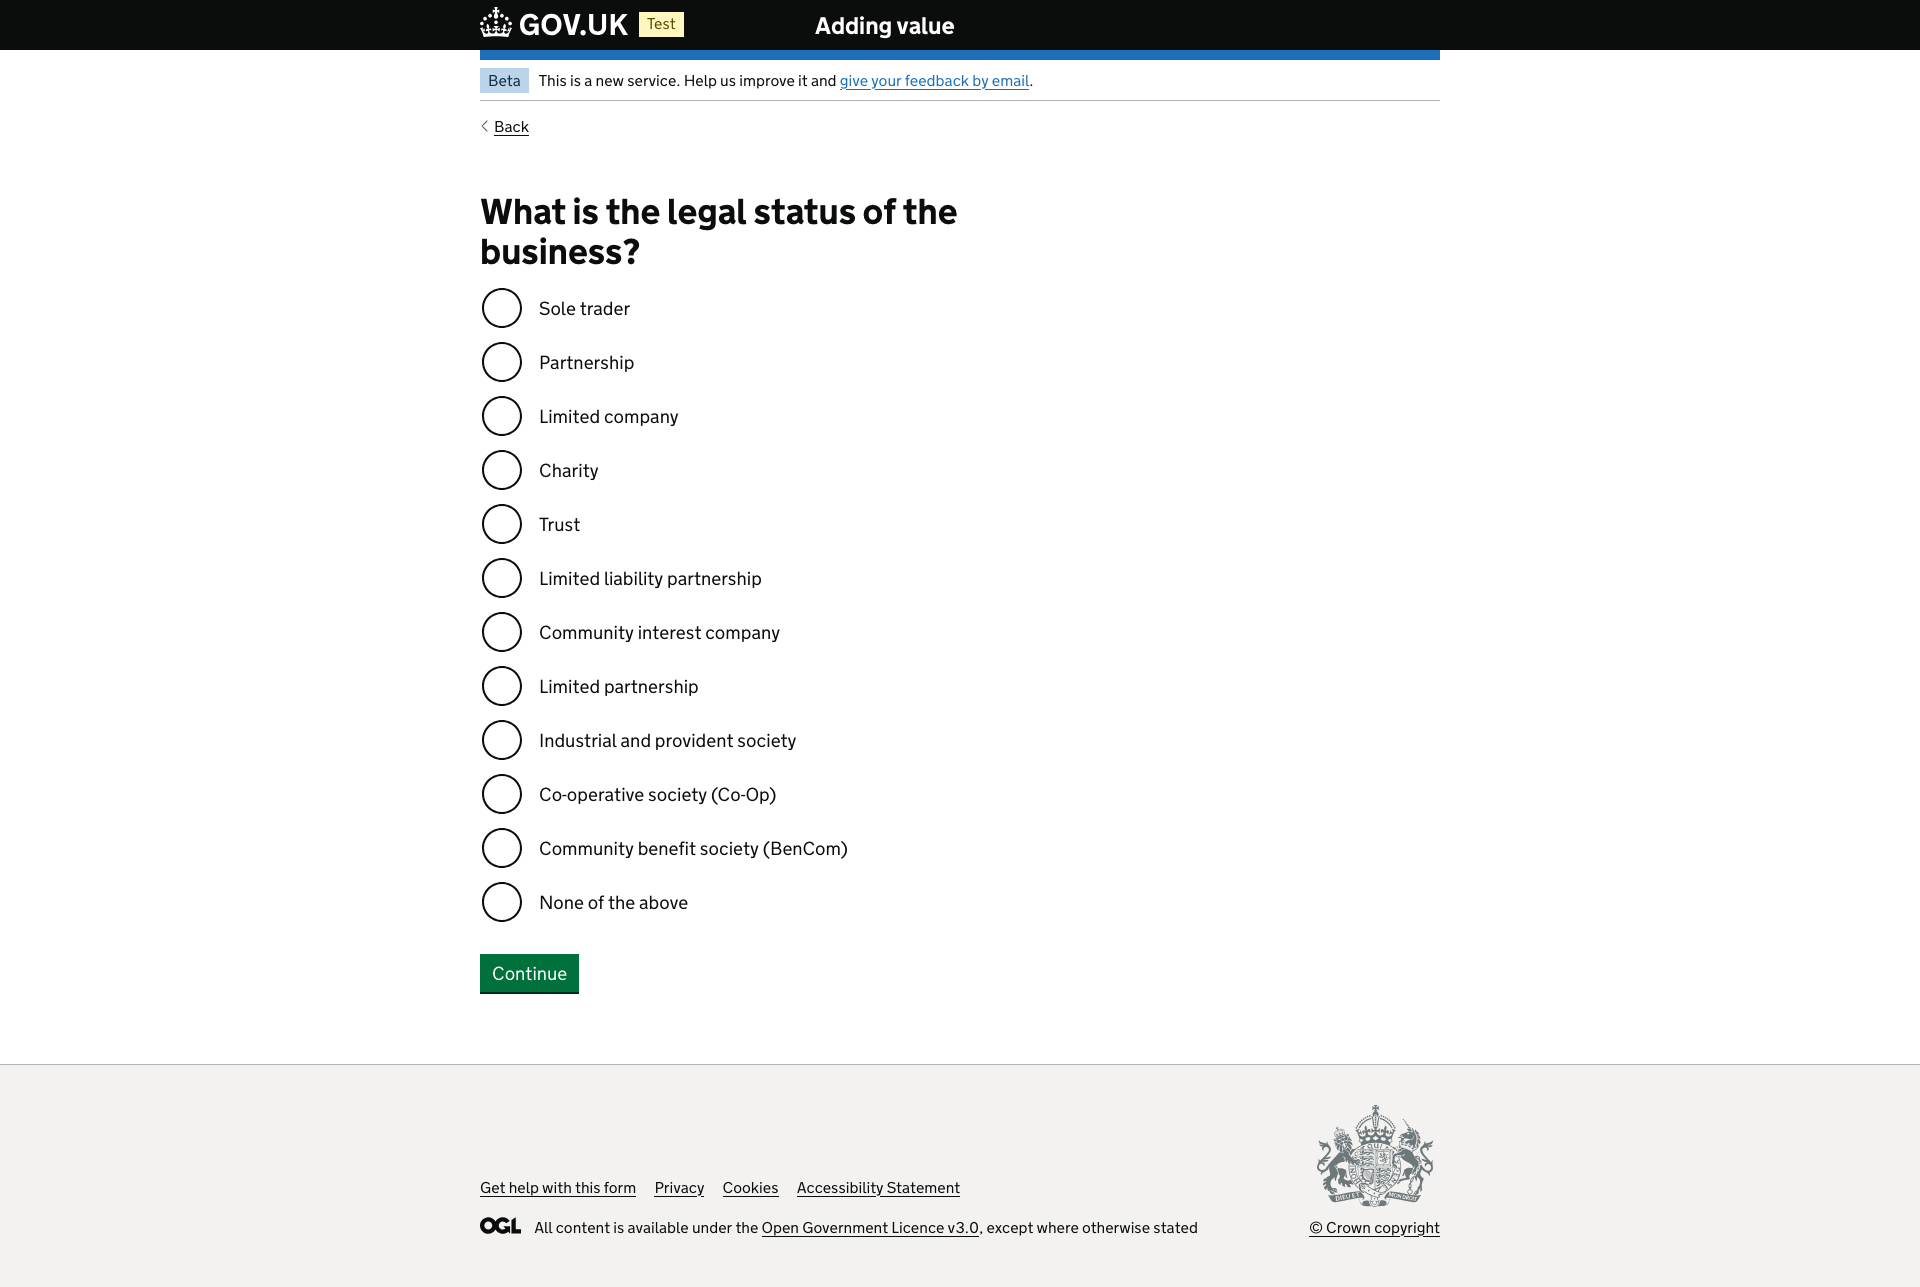 GOV.UK Test Adding value
Beta This is a new service. Help us improve it and give your feedback by email.
Back
What is the legal status of the
business?
Sole trader
Partnership
Limited company
Charity
Trust
Limited liability partnership
Community interest company
Limited partnership
Industrial and provident society
Co-operative society (Co-Op)
Community benefit society (BenCom)
None of the above
Continue
Get help with this form Privacy Cookies Accessibility Statement
OGL All content is available under the Open Government Licence v3.0, except where otherwise stated
© Crown copyright